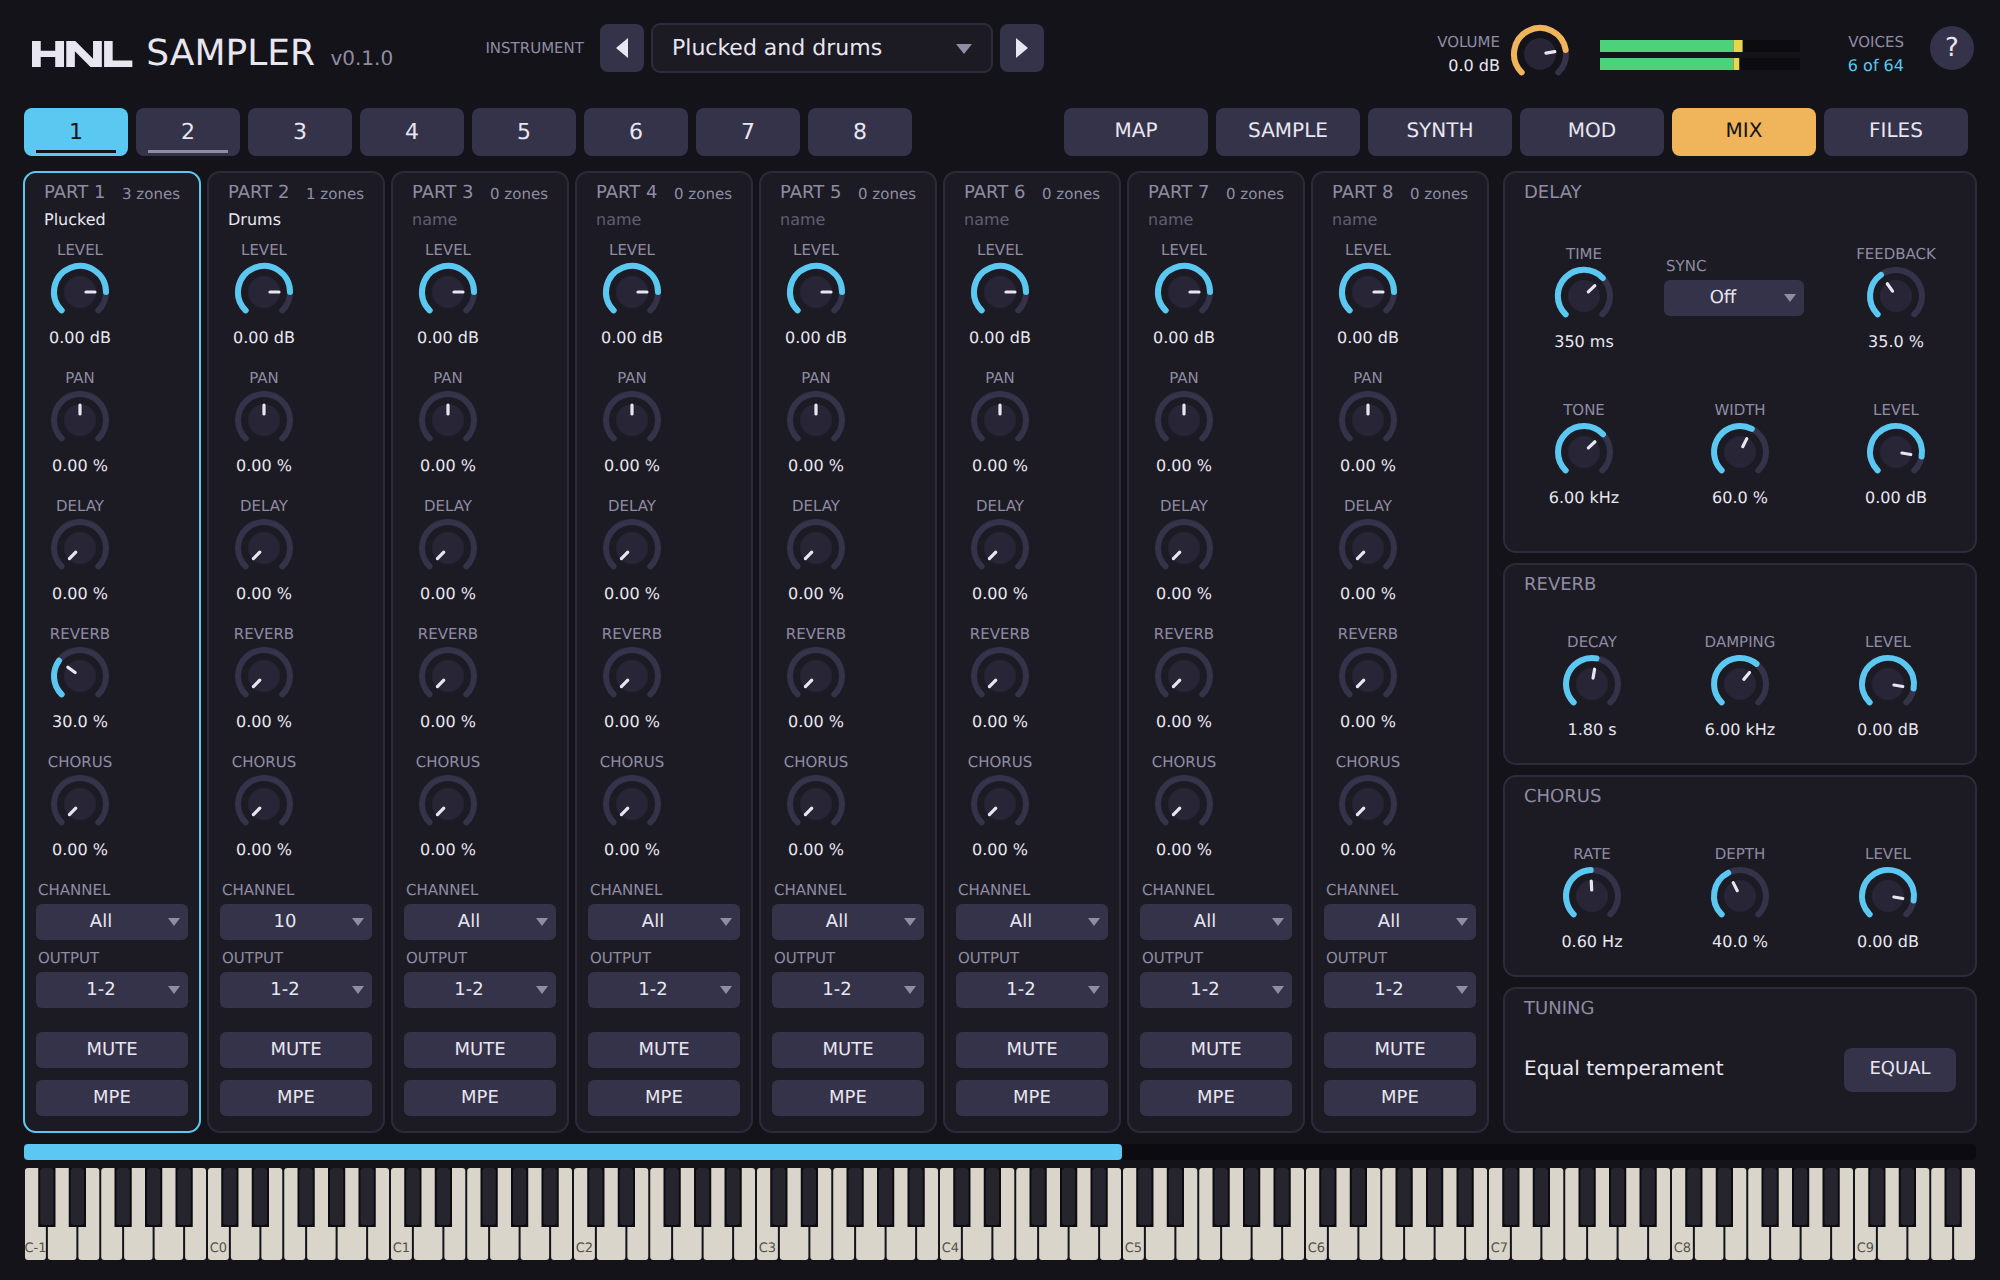 HNL SAMPLER v0.1.0
INSTRUMENT Plucked and drums
VOLUME
0.0 dB
VOICES
6 of 64
?
1 2 3 4 5 6 7 8 MAP SAMPLE SYNTH MOD MIX FILES
PART 1 3 zones PART 2 1 zones PART 3 0 zones PART 4 0 zones PART 5 0 zones PART 6 0 zones PART 7 0 zones PART 8 0 zones
Plucked Drums name name name name name name
LEVEL LEVEL LEVEL LEVEL LEVEL LEVEL LEVEL LEVEL
0.00 dB 0.00 dB 0.00 dB 0.00 dB 0.00 dB 0.00 dB 0.00 dB 0.00 dB
PAN PAN PAN PAN PAN PAN PAN PAN
0.00 % 0.00 % 0.00 % 0.00 % 0.00 % 0.00 % 0.00 % 0.00 %
DELAY DELAY DELAY DELAY DELAY DELAY DELAY DELAY
0.00 % 0.00 % 0.00 % 0.00 % 0.00 % 0.00 % 0.00 % 0.00 %
REVERB REVERB REVERB REVERB REVERB REVERB REVERB REVERB
30.0 % 0.00 % 0.00 % 0.00 % 0.00 % 0.00 % 0.00 % 0.00 %
CHORUS CHORUS CHORUS CHORUS CHORUS CHORUS CHORUS CHORUS
0.00 % 0.00 % 0.00 % 0.00 % 0.00 % 0.00 % 0.00 % 0.00 %
CHANNEL CHANNEL CHANNEL CHANNEL CHANNEL CHANNEL CHANNEL CHANNEL
All 10 All All All All All All
OUTPUT OUTPUT OUTPUT OUTPUT OUTPUT OUTPUT OUTPUT OUTPUT
1-2 1-2 1-2 1-2 1-2 1-2 1-2 1-2
MUTE MUTE MUTE MUTE MUTE MUTE MUTE MUTE
MPE MPE MPE MPE MPE MPE MPE MPE
DELAY
TIME SYNC FEEDBACK
350 ms Off 35.0 %
TONE WIDTH LEVEL
6.00 kHz 60.0 % 0.00 dB
REVERB
DECAY DAMPING LEVEL
1.80 s 6.00 kHz 0.00 dB
CHORUS
RATE DEPTH LEVEL
0.60 Hz 40.0 % 0.00 dB
TUNING
Equal temperament EQUAL
C-1 C0 C1 C2 C3 C4 C5 C6 C7 C8 C9